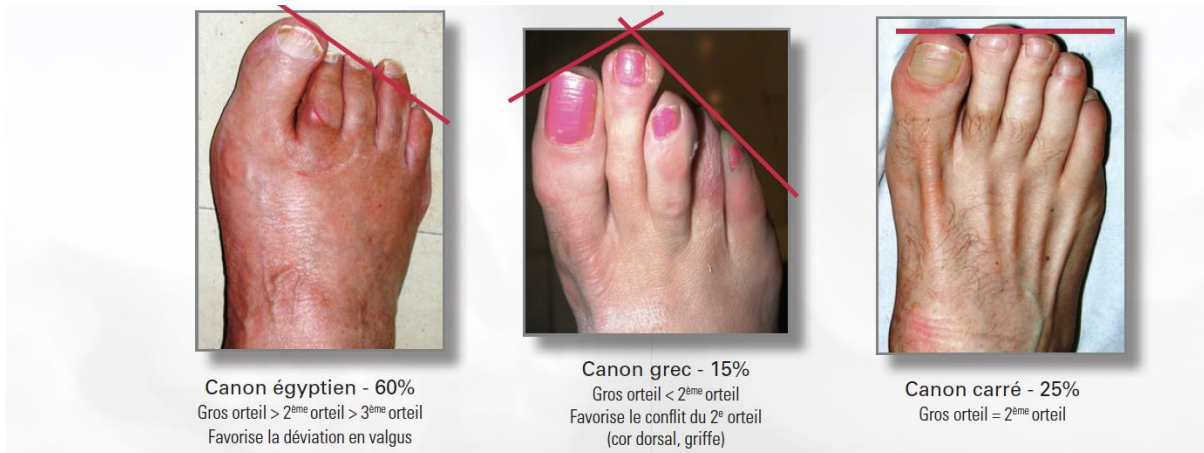 Canon égyptien - 60%
Gros orteil > 2ème orteil > 3ème orteil
Favorise la déviation en valgus
Canon grec - 15%
Gros orteil < 2ème orteil
Favorise le conflit du 2e orteil
(cor dorsal, griffe)
Canon carré - 25%
Gros orteil = 2ème orteil